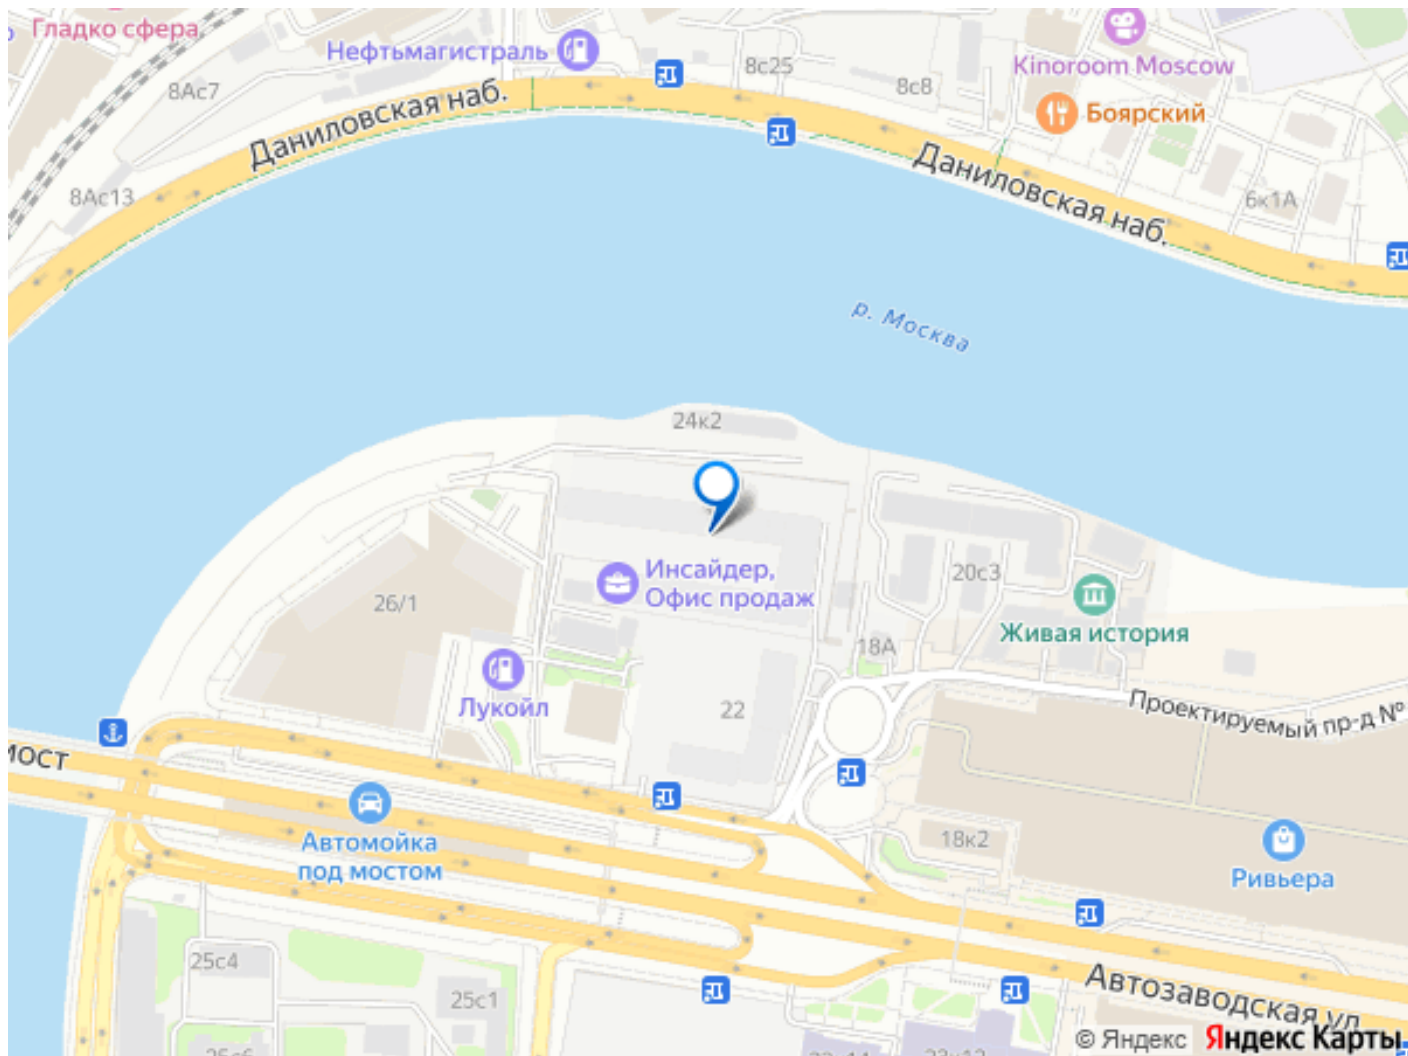 Гладко сфера
Нефтьмагистраль
8с25
8с8
Kinoroom Moscow
8Ас7
Даниловская наб.
Боярский
Даниловская наб.
8Ас13
6к1А
р. Москва
24к2
Инсайдер,
Офис продаж
20с3
26/1
Живая история
18А
Лукойл
22
Проектируемый пр-д №
мост
Автомойка
под мостом
18к2
Ривьера
25с4
25с1
Автозаводская ул.
© Яндекс Яндекс Карты